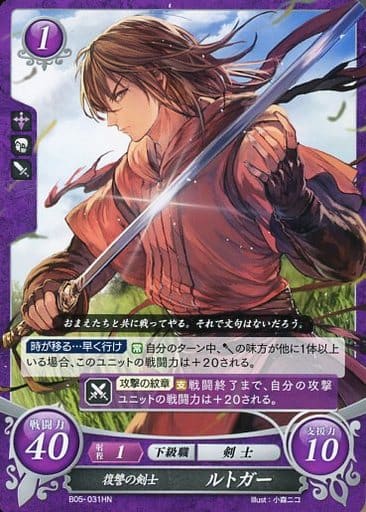 1
おまえたちと共に戦ってやる。それで文句はないだろう。
時が移る…早く行け 常 自分のターン中、の味方が他に1体以上
いる場合、このユニットの戦闘力は+20される。
攻撃の紋章 支 戦闘終了まで、自分の攻撃
ユニットの戦闘力は+20される。
戦闘力 40
射程 1 下級職 剣士
支援力 10
復讐の剣士 ルトガー
B05-031HN
Illust:小森ニコ